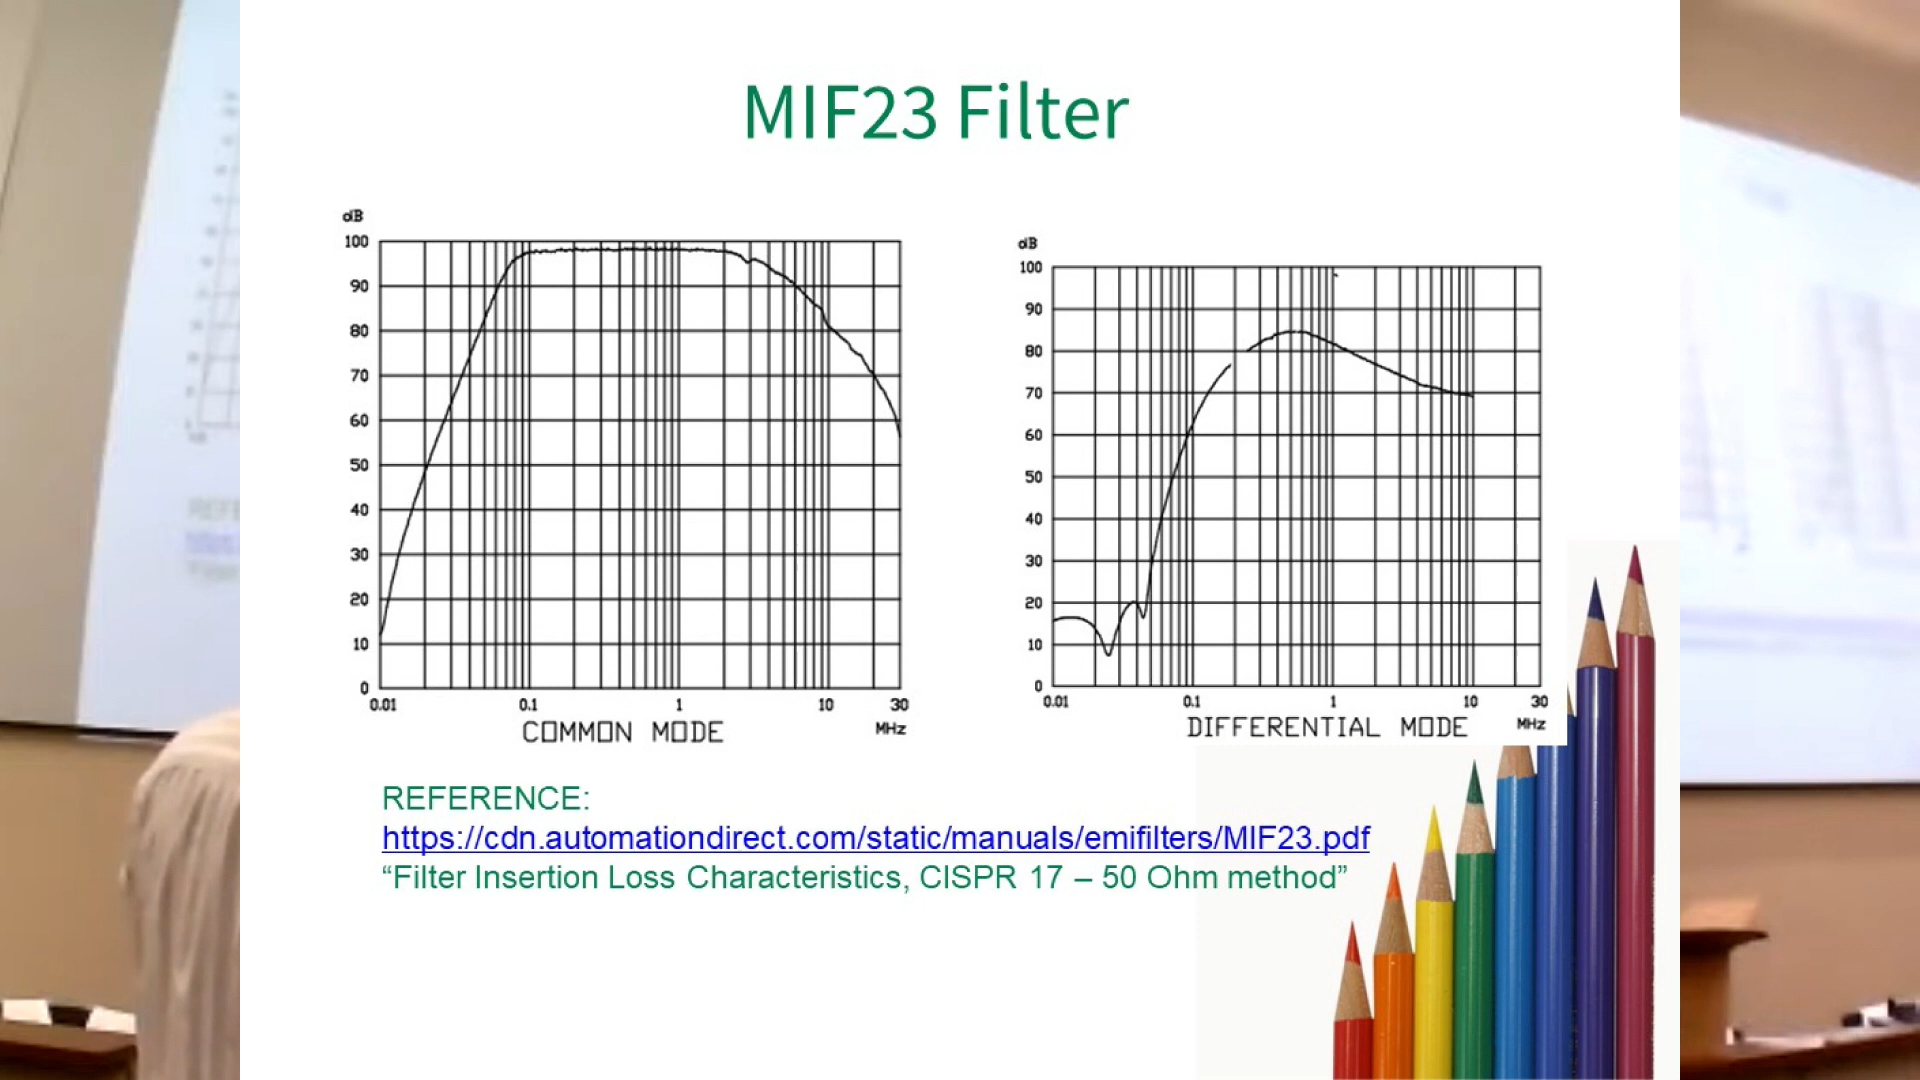 MIF23 Filter
dB
100
90
80
70
60
50
40
30
20
10
0
0.01 0.1 1 10 30
MHz
COMMON MODE
dB
100
90
80
70
60
50
40
30
20
10
0
0.01 0.1 1 10 30
MHz
DIFFERENTIAL MODE
REFERENCE:
https://cdn.automationdirect.com/static/manuals/emifilters/MIF23.pdf
“Filter Insertion Loss Characteristics, CISPR 17 – 50 Ohm method”